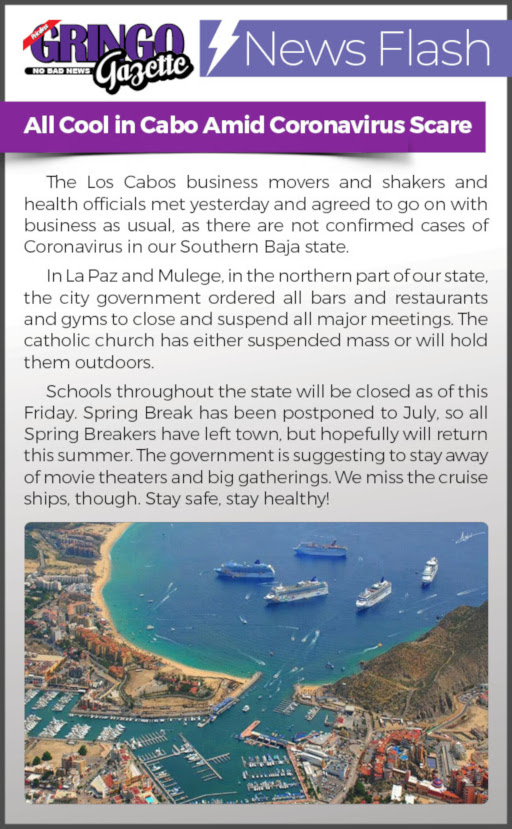 GRINGO
Gazette
NO BAD NEWS
News Flash
All Cool in Cabo Amid Coronavirus Scare
The Los Cabos business movers and shakers and
health officials met yesterday and agreed to go on with
business as usual, as there are not confirmed cases of
Coronavirus in our Southern Baja state.
In La Paz and Mulege, in the northern part of our state,
the city government ordered all bars and restaurants
and gyms to close and suspend all major meetings. The
catholic church has either suspended mass or will hold
them outdoors.
Schools throughout the state will be closed as of this
Friday. Spring Break has been postponed to July, so all
Spring Breakers have left town, but hopefully will return
this summer. The government is suggesting to stay away
of movie theaters and big gatherings. We miss the cruise
ships, though. Stay safe, stay healthy!